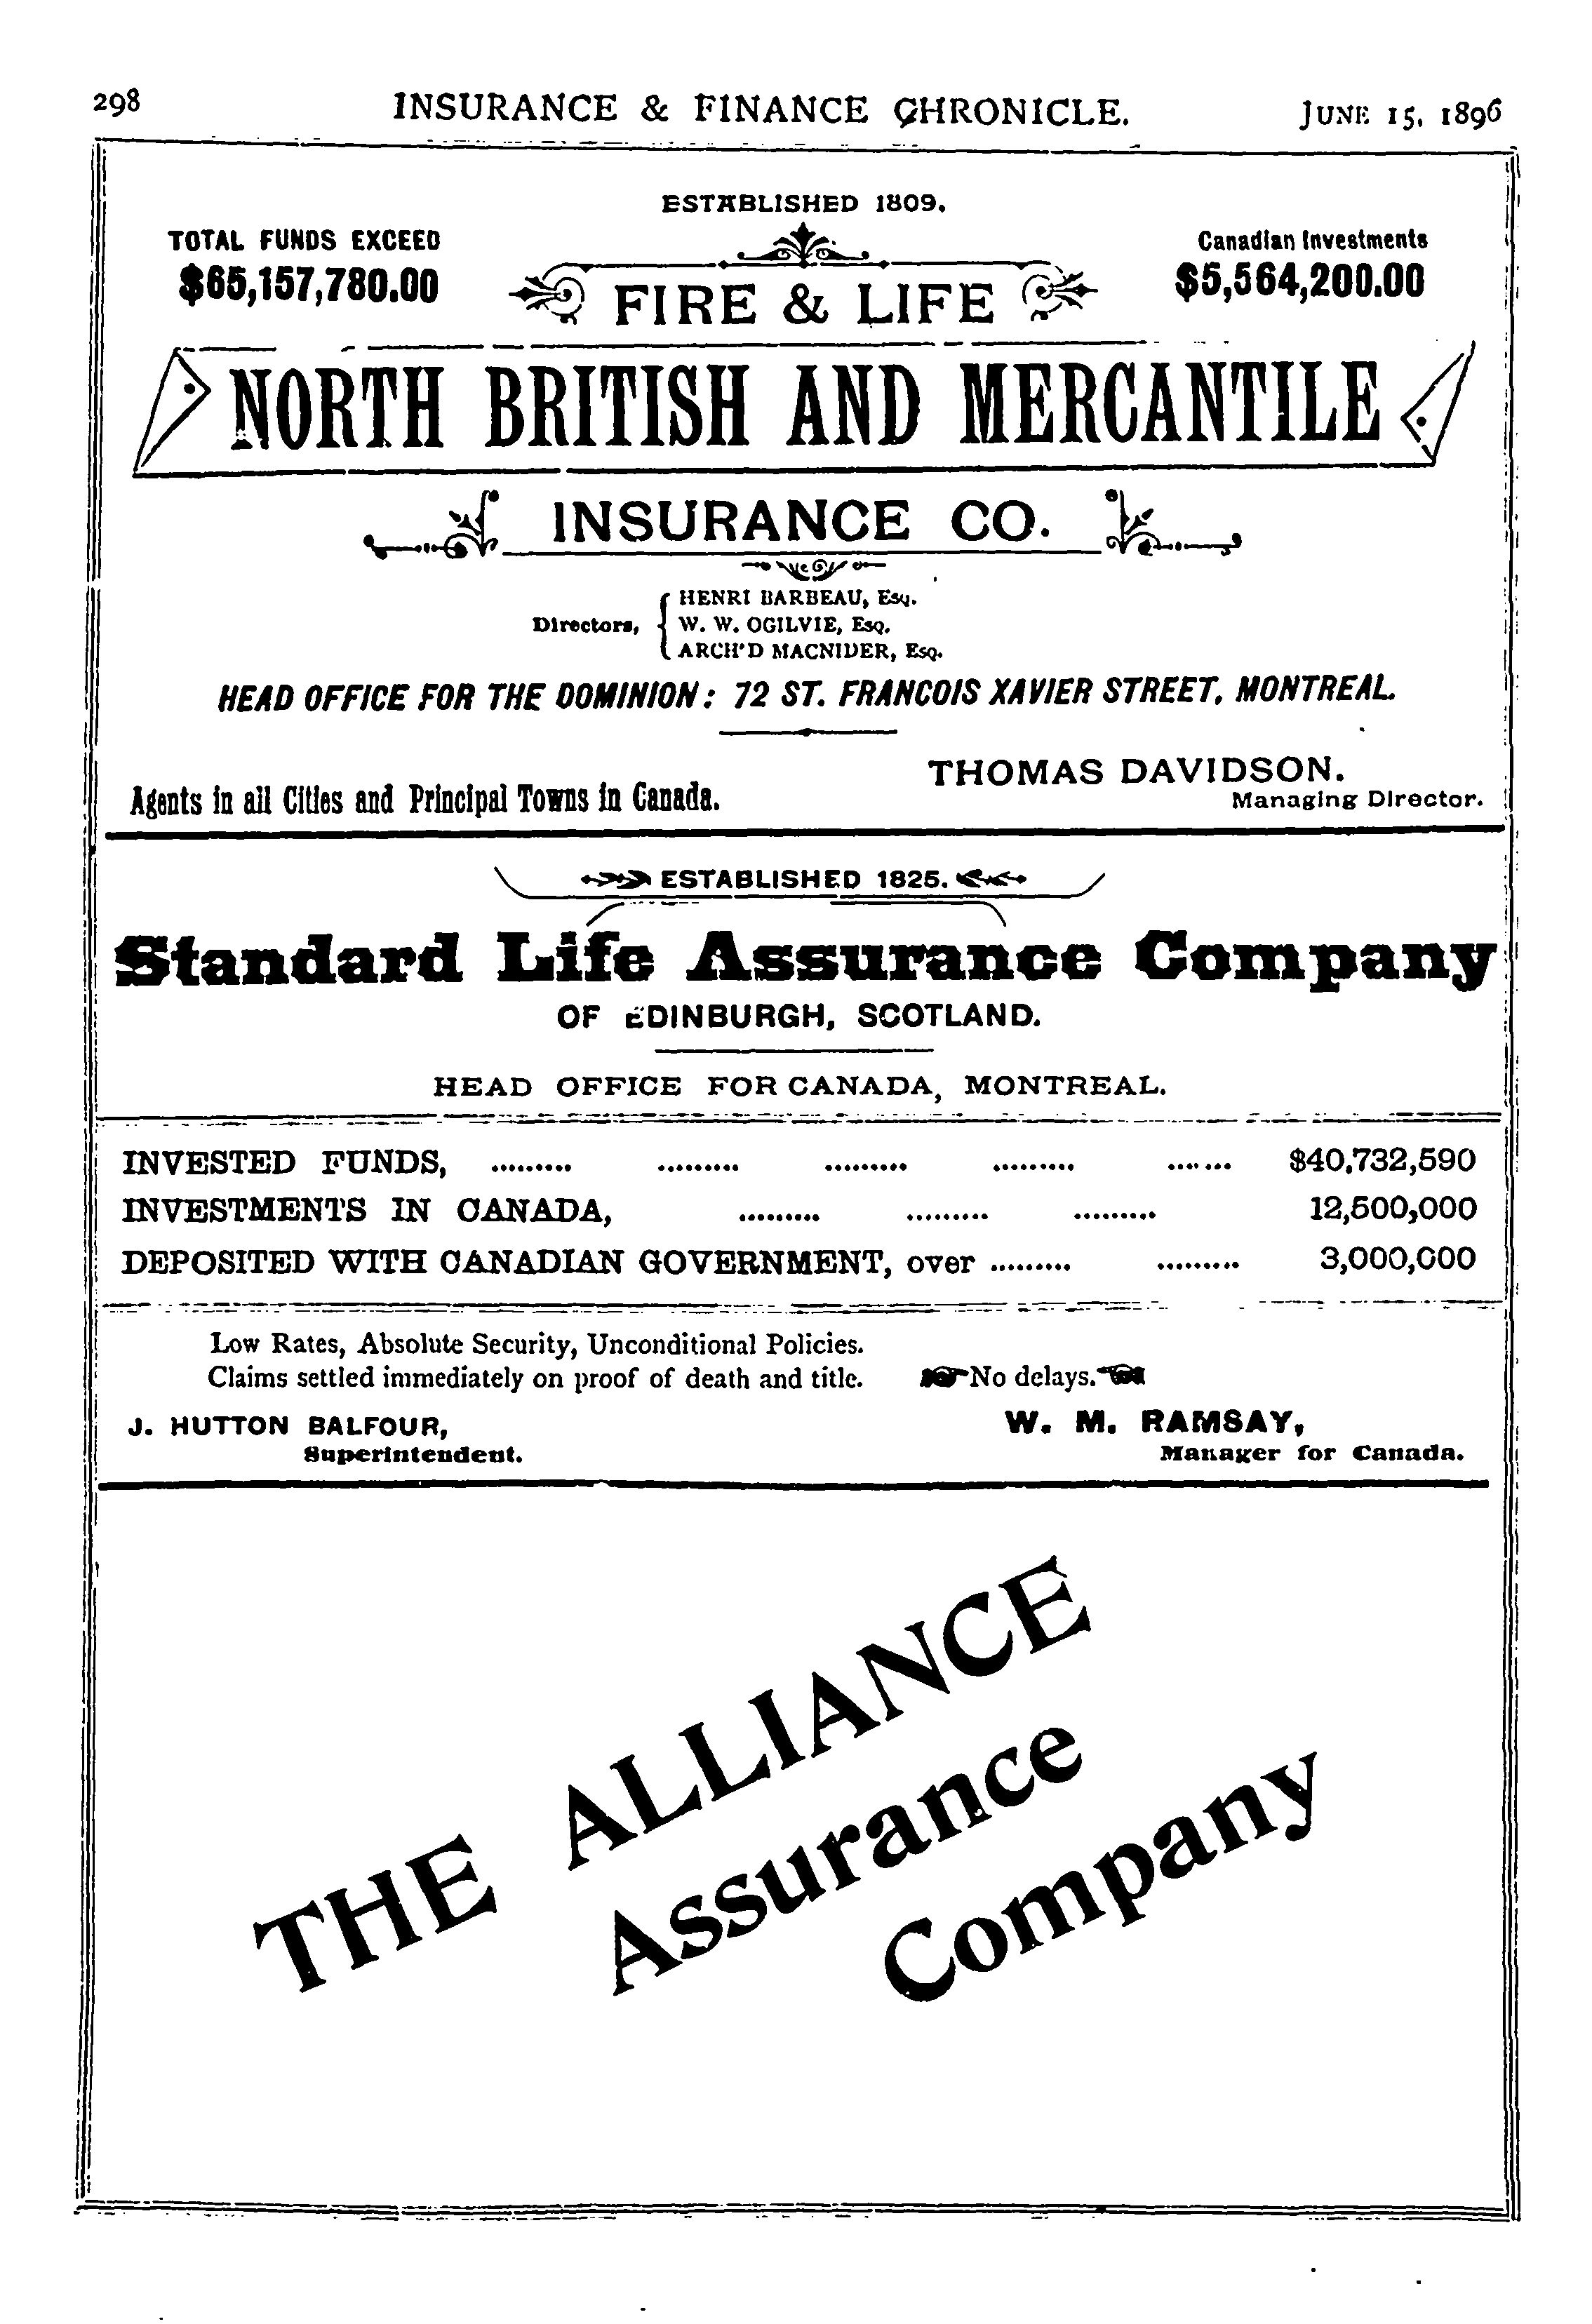 298 INSURANCE & FINANCE CHRONICLE. JUNE 15, 1896
ESTABLISHED 1809.
TOTAL FUNDS EXCEED
$65,157,780.00
Canadian Investments
$5,564,200.00
FIRE & LIFE
NORTH BRITISH AND MERCANTILE
INSURANCE CO.
Directors,
HENRI BARBEAU, Esq.
W. W. OGILVIE, Esq.
ARCH'D MACNIDER, Esq.
HEAD OFFICE FOR THE DOMINION: 72 ST. FRANCOIS XAVIER STREET, MONTREAL.
Agents in all Cities and Principal Towns in Canada.
THOMAS DAVIDSON.
Managing Director.
ESTABLISHED 1825.
Standard Life Assurance Company
OF EDINBURGH, SCOTLAND.
HEAD OFFICE FOR CANADA, MONTREAL.
INVESTED FUNDS, ......... ......... ......... ......... ....... $40,732,590
INVESTMENTS IN CANADA, ......... ......... ......... 12,500,000
DEPOSITED WITH CANADIAN GOVERNMENT, over ......... ......... 3,000,000
Low Rates, Absolute Security, Unconditional Policies.
Claims settled immediately on proof of death and title. ☛No delays.☚
J. HUTTON BALFOUR,
Superintendent.
W. M. RAMSAY,
Manager for Canada.
THE ALLIANCE
Assurance
Company